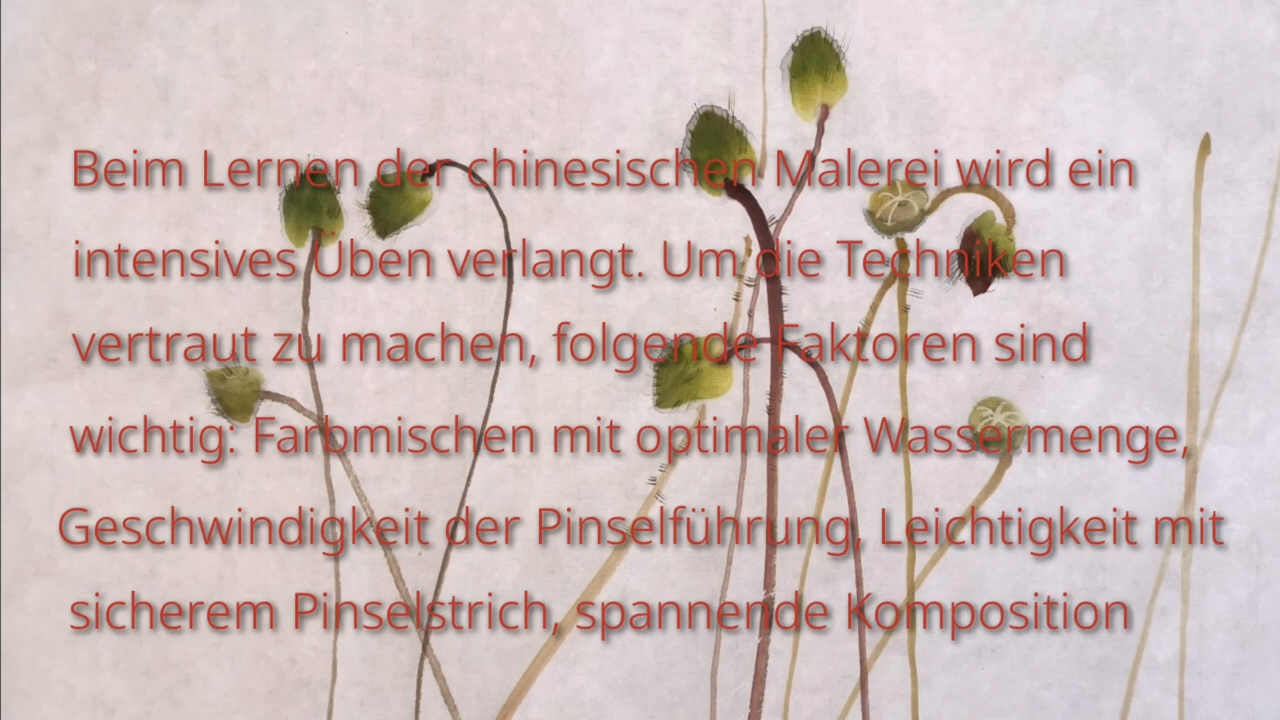 Beim Lernen der chinesischen Malerei wird ein
intensives Üben verlangt. Um die Techniken
vertraut zu machen, folgende Faktoren sind
wichtig: Farbmischen mit optimaler Wassermenge,
Geschwindigkeit der Pinselführung, Leichtigkeit mit
sicherem Pinselstrich, spannende Komposition